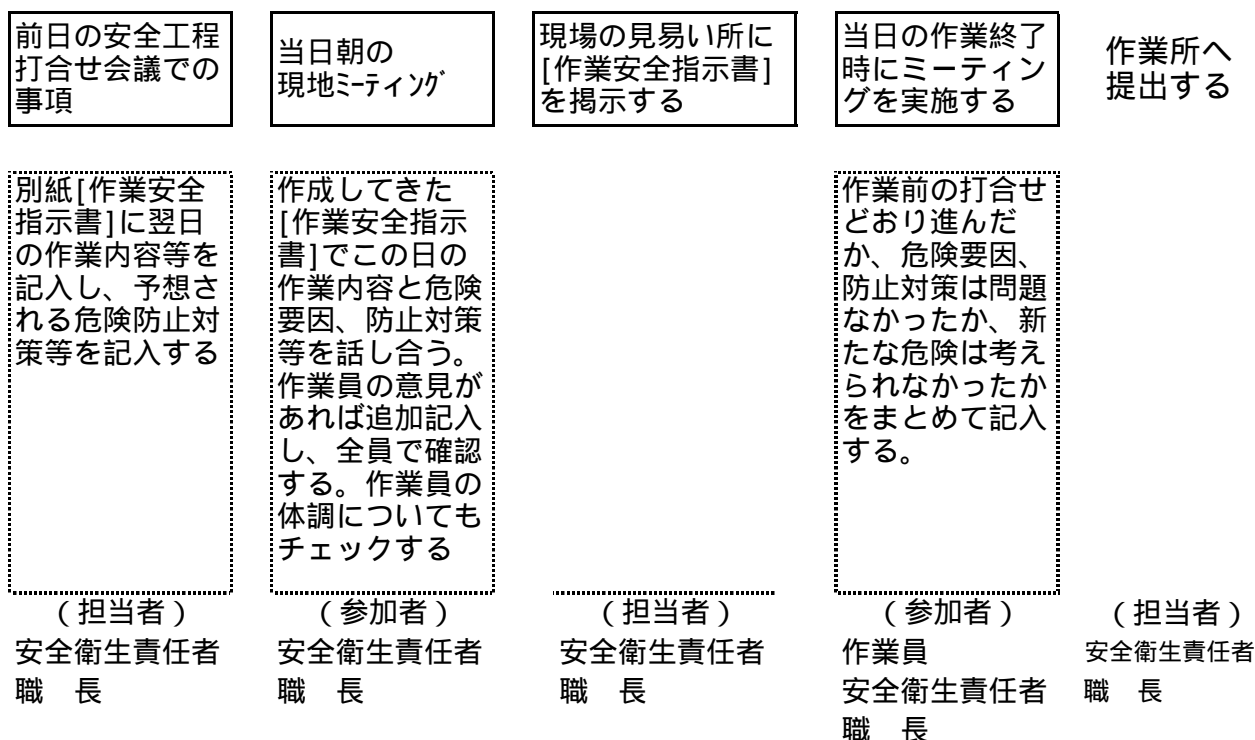 前日の安全工程
打合せ会議での
事項
当日朝の
現地ﾐｰﾃｨﾝｸﾞ
現場の見易い所に
[作業安全指示書]
を掲示する
当日の作業終了
時にミーティン
グを実施する
作業所へ
提出する
別紙[作業安全
指示書]に翌日
の作業内容等を
記入し、予想さ
れる危険防止対
策等を記入する
作成してきた
[作業安全指示
書]でこの日の
作業内容と危険
要因、防止対策
等を話し合う。
作業員の意見が
あれば追加記入
し、全員で確認
する。作業員の
体調についても
チェックする
作業前の打合せ
どおり進んだ
か、危険要因、
防止対策は問題
なかったか、新
たな危険は考え
られなかったか
をまとめて記入
する。
(担当者)
安全衛生責任者
職　長
(参加者)
安全衛生責任者
職　長
(担当者)
安全衛生責任者
職　長
(参加者)
作業員
安全衛生責任者
職　長
(担当者)
安全衛生責任者
職　長